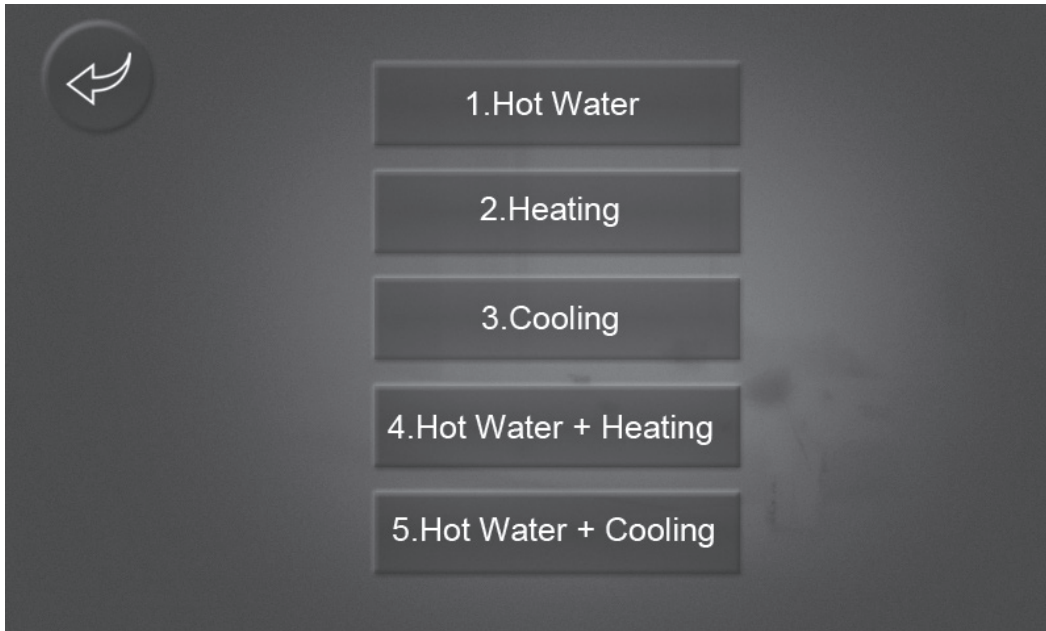 1.Hot Water
2.Heating
3.Cooling
4.Hot Water + Heating
5.Hot Water + Cooling